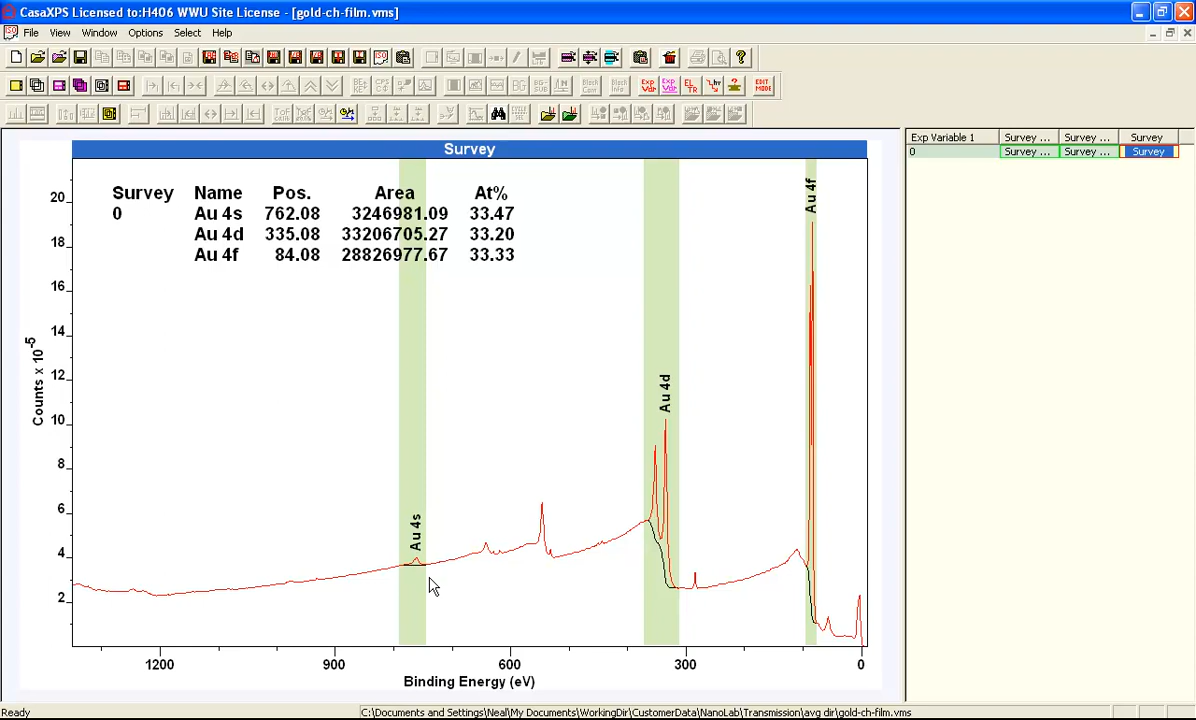 CasaXPS Licensed to:H406 WWU Site License - [gold-ch-film.vms]
File View Window Options Select Help
Survey
Exp Variable 1 Survey ... Survey ... Survey
0 Survey ... Survey ... Survey
Survey Name Pos. Area At%
0 Au 4s 762.08 3246981.09 33.47
Au 4d 335.08 33206705.27 33.20
Au 4f 84.08 28826977.67 33.33
Au 4f
Au 4d
Au 4s
20
18
16
14
12
10
8
6
4
2
Counts x 10-5
1200 900 600 300 0
Binding Energy (eV)
Ready C:\Documents and Settings\Neal\My Documents\WorkingDir\CustomerData\NanoLab\Transmission\avg dir\gold-ch-film.vms